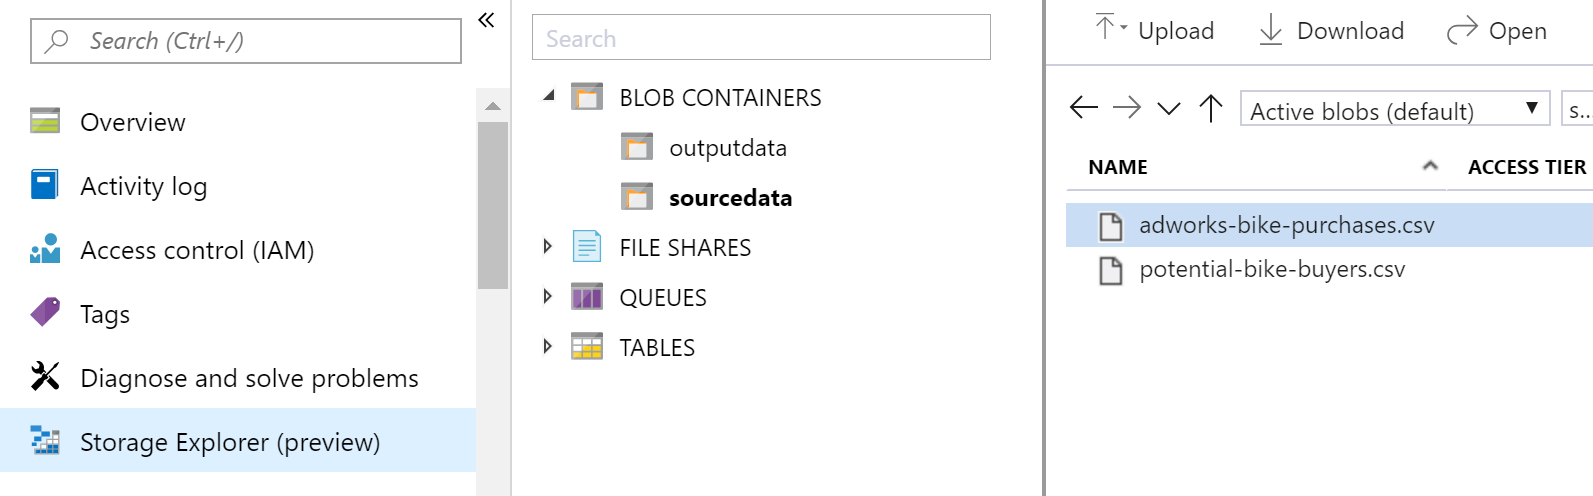 Search (Ctrl+/)
«
Overview
Activity log
Access control (IAM)
Tags
Diagnose and solve problems
Storage Explorer (preview)
Search
BLOB CONTAINERS
outputdata
sourcedata
FILE SHARES
QUEUES
TABLES
Upload Download Open
Active blobs (default) s...
NAME ACCESS TIER
adworks-bike-purchases.csv
potential-bike-buyers.csv